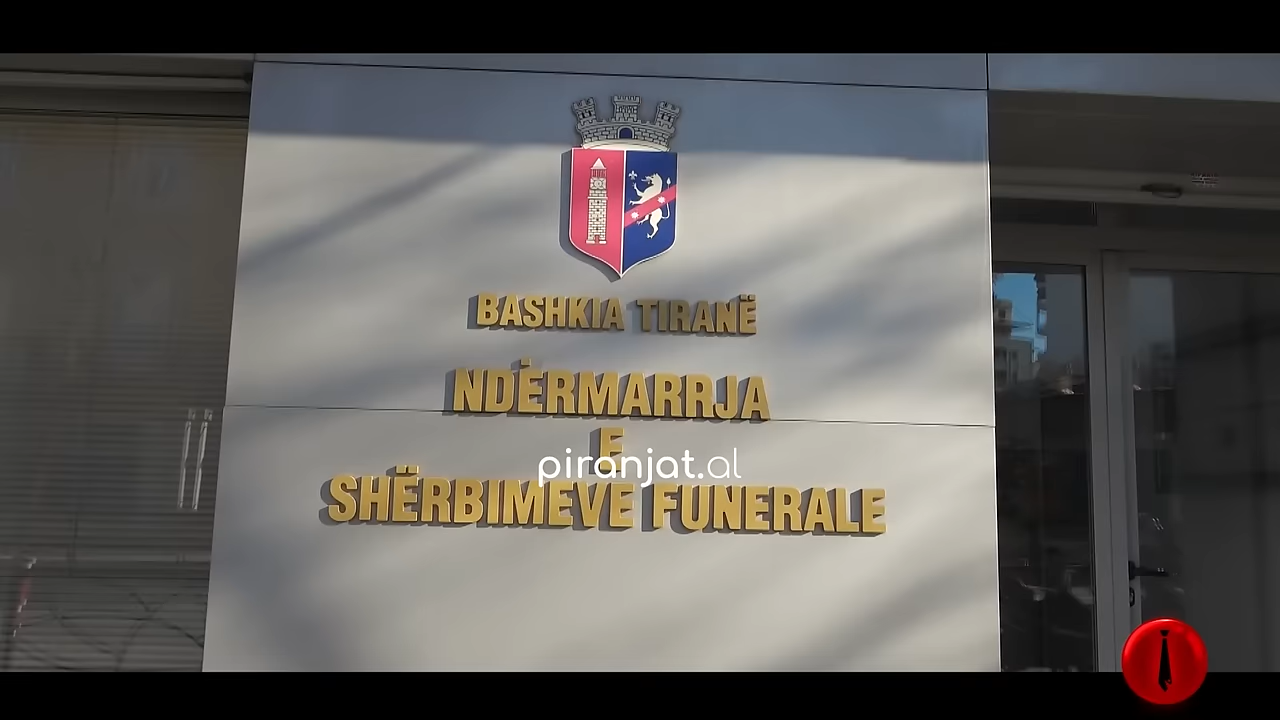 BASHKIA TIRANË
NDËRMARRJA
E
piranjat.al
SHËRBIMEVE FUNERALE